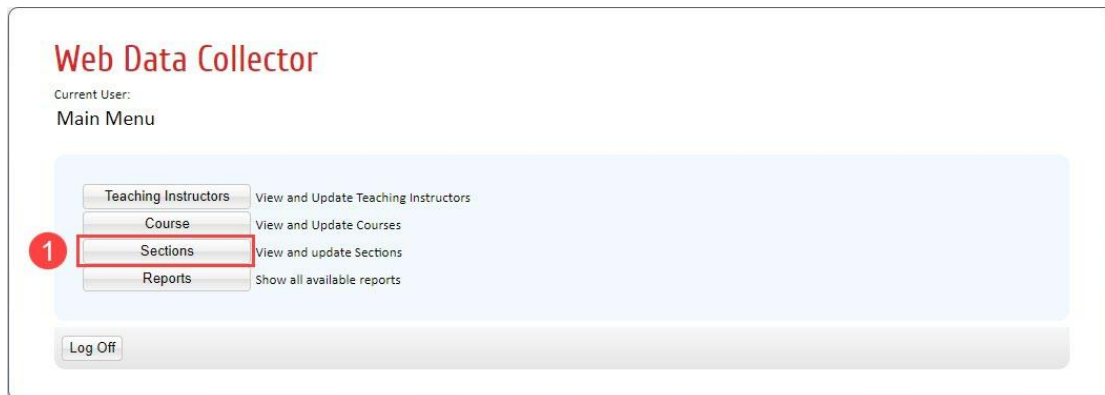 Web Data Collector
Current User:
Main Menu
Teaching Instructors View and Update Teaching Instructors
Course View and Update Courses
1 Sections View and update Sections
Reports Show all available reports
Log Off